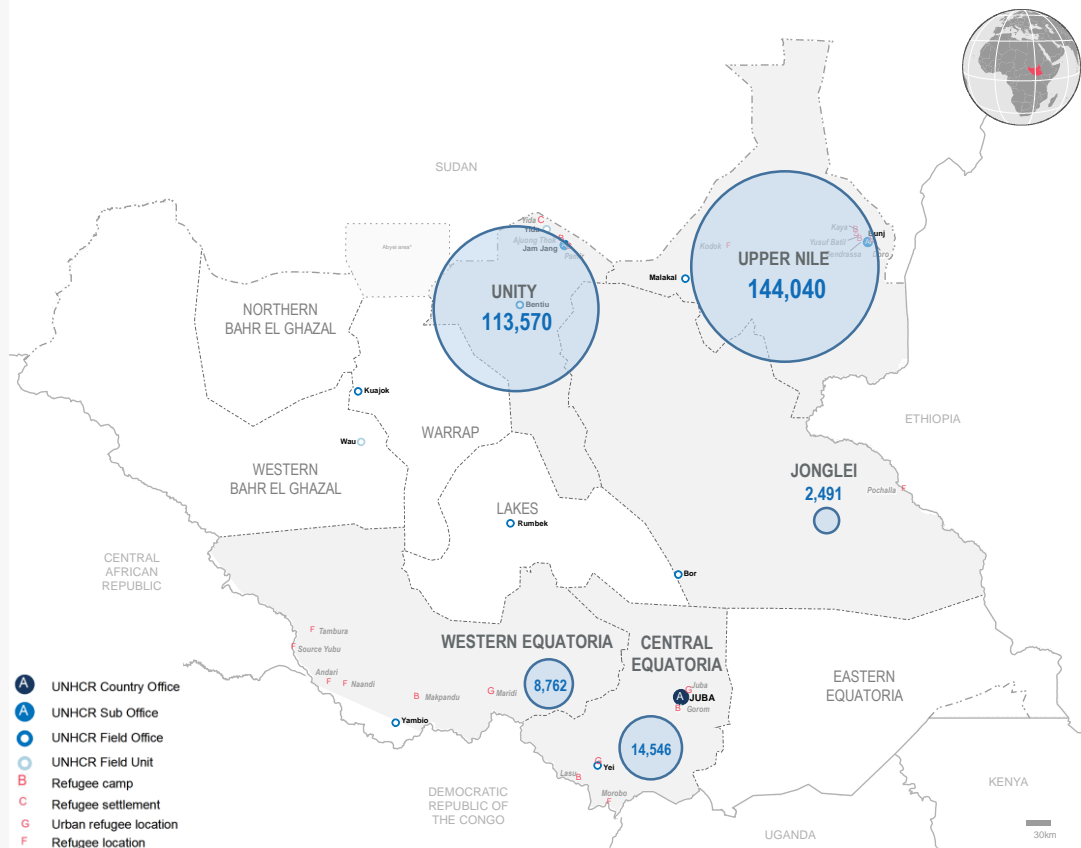 SUDAN
Abyei area*
Yida C
Yida
Ajuong Thok B
Jam Jang
A
Pamir
UNITY
Bentiu
113,570
Kodok F
Malakal
UPPER NILE
144,040
Kaya B
Bunj
Yusuf Batil B
A
Gendrassa
Doro
NORTHERN
BAHR EL GHAZAL
Kuajok
Wau
WARRAP
WESTERN
BAHR EL GHAZAL
ETHIOPIA
JONGLEI
2,491
Pochalla F
LAKES
Rumbek
Bor
CENTRAL
AFRICAN
REPUBLIC
F Tambura
F Source Yubu
Andari
F
F Naandi
B Makpandu
G Maridi
Yambio
WESTERN EQUATORIA
8,762
CENTRAL
EQUATORIA
Juba
G
A JUBA
B Gorom
14,546
G
Yei
Lasu B
Morobo
F
EASTERN
EQUATORIA
DEMOCRATIC
REPUBLIC OF
THE CONGO
UGANDA
KENYA
30km
A UNHCR Country Office
A UNHCR Sub Office
UNHCR Field Office
UNHCR Field Unit
B Refugee camp
C Refugee settlement
G Urban refugee location
F Refugee location